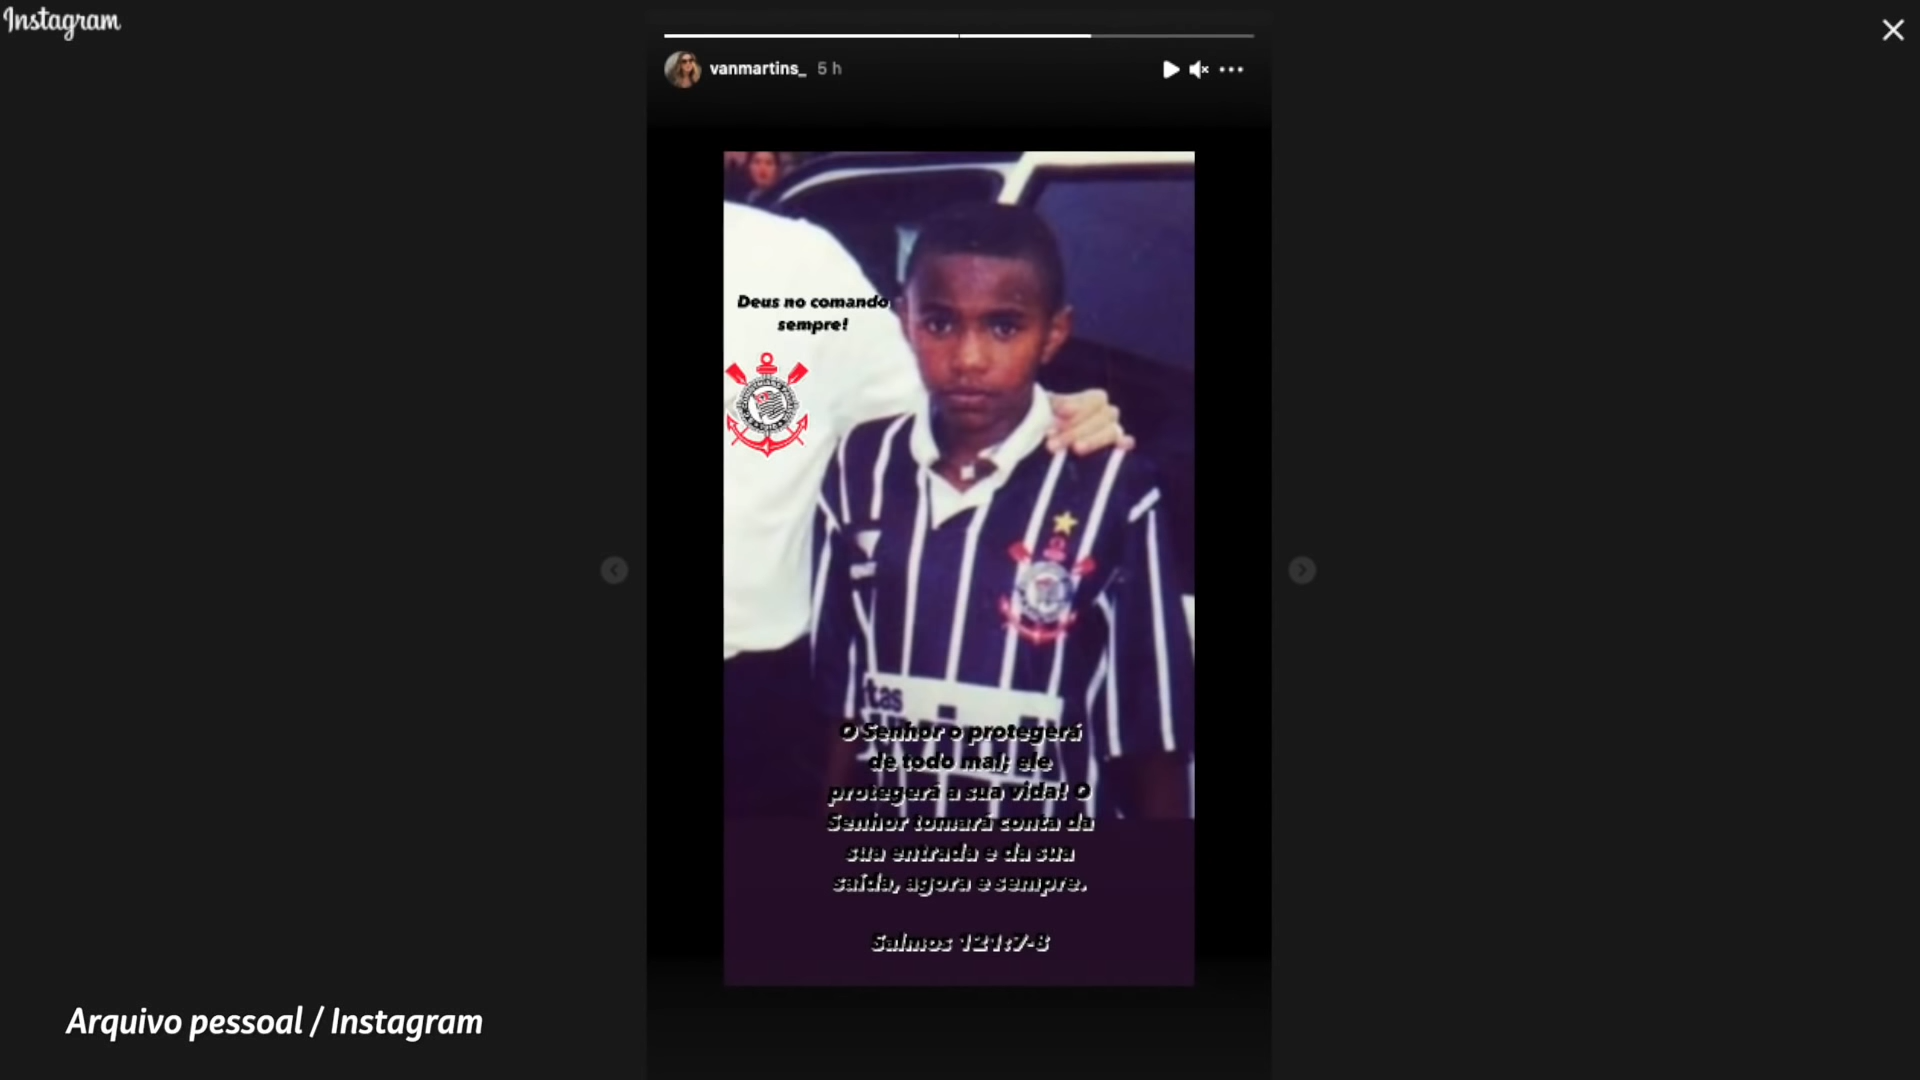 Instagram
vanmartins_ 5 h
Deus no comando
sempre!
tas
O Senhor o protegerá
de todo mal; ele
protegerá a sua vida! O
Senhor tomará conta da
sua entrada e da sua
saída, agora e sempre.
Salmos 121:7-8
Arquivo pessoal / Instagram